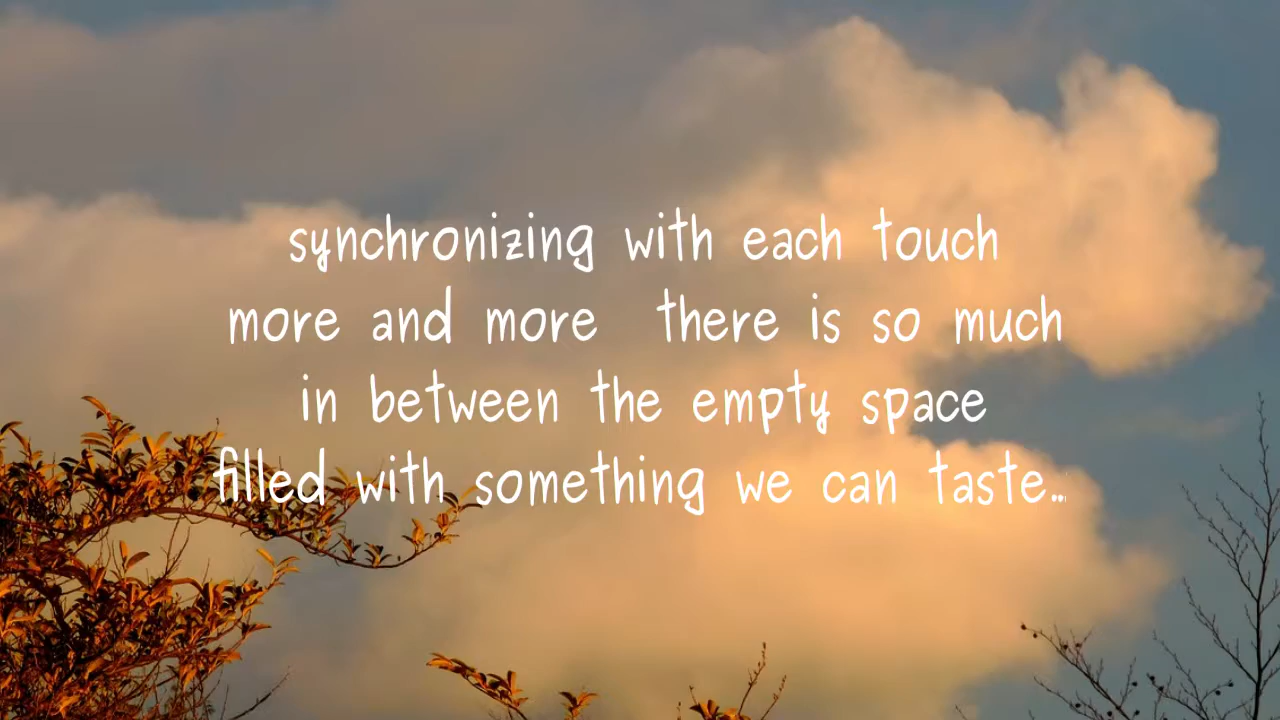 synchronizing with each touch
more and more  there is so much
in between the empty space
filled with something we can taste...